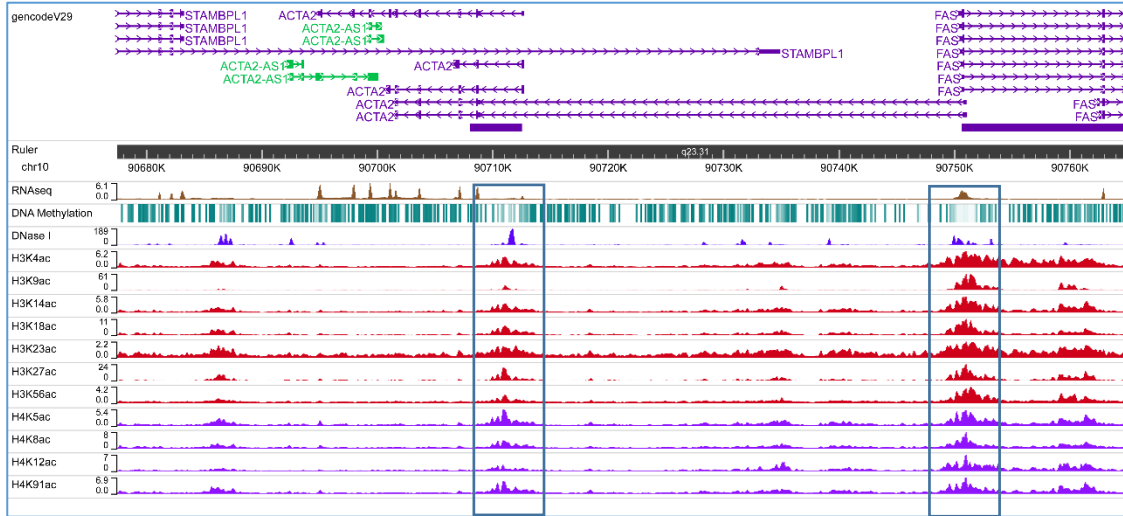 gencodeV29
STAMBPL1 ACTA2 FAS
STAMBPL1 ACTA2-AS1 FAS
STAMBPL1 ACTA2-AS1 FAS
STAMBPL1 FAS
ACTA2-AS1 ACTA2 FAS
ACTA2-AS1 FAS
ACTA2 FAS
ACTA2 FAS
ACTA2 FAS
Ruler q23.31
chr10 90680K 90690K 90700K 90710K 90720K 90730K 90740K 90750K 90760K
RNAseq 6.1
0.0
DNA Methylation
DNase I 189
0
H3K4ac 6.2
0.0
H3K9ac 61
0
H3K14ac 5.8
0.0
H3K18ac 11
0
H3K23ac 2.2
0.0
H3K27ac 24
0
H3K56ac 4.2
0.0
H4K5ac 5.4
0.0
H4K8ac 8
0
H4K12ac 7
0
H4K91ac 6.9
0.0